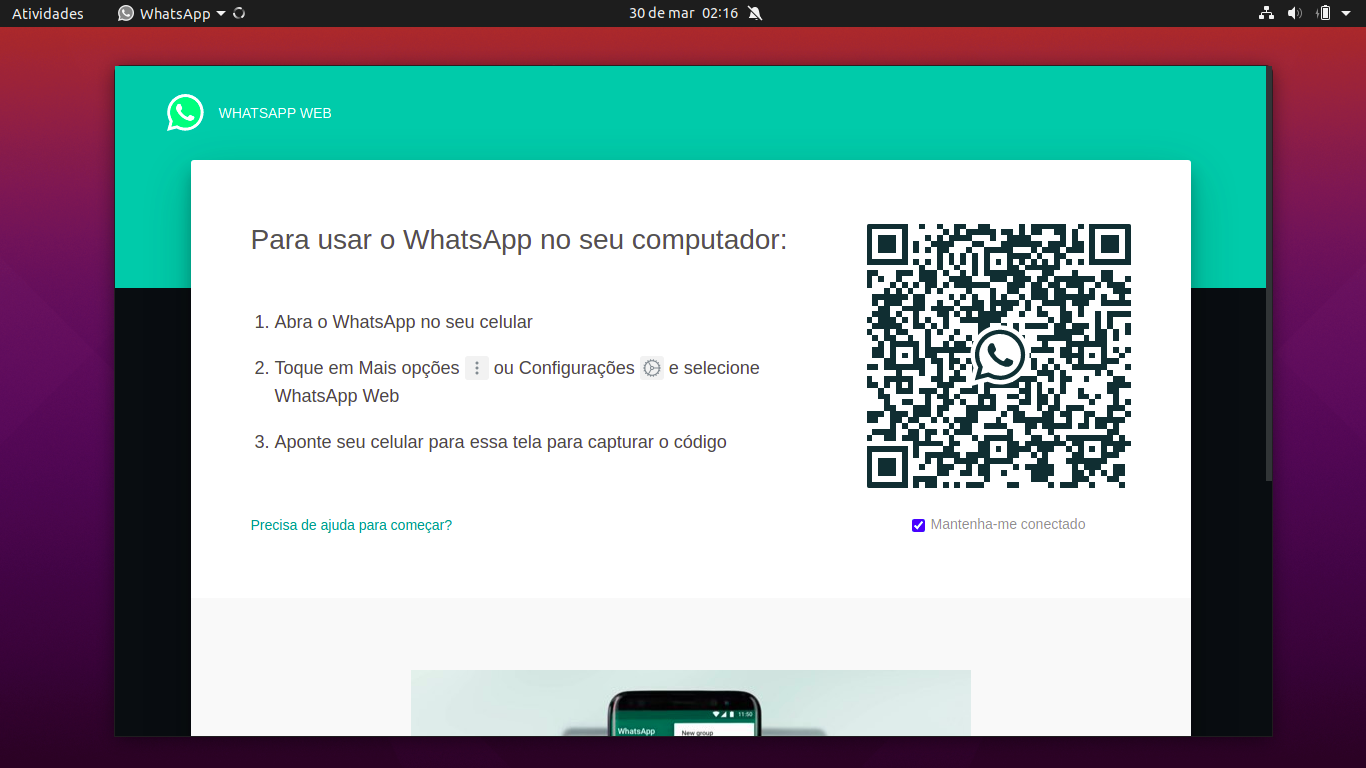 Atividades WhatsApp 30 de mar 02:16
WHATSAPP WEB
Para usar o WhatsApp no seu computador:
1. Abra o WhatsApp no seu celular
2. Toque em Mais opções ou Configurações e selecione
WhatsApp Web
3. Aponte seu celular para essa tela para capturar o código
Precisa de ajuda para começar?
Mantenha-me conectado
11:50
WhatsApp
New group